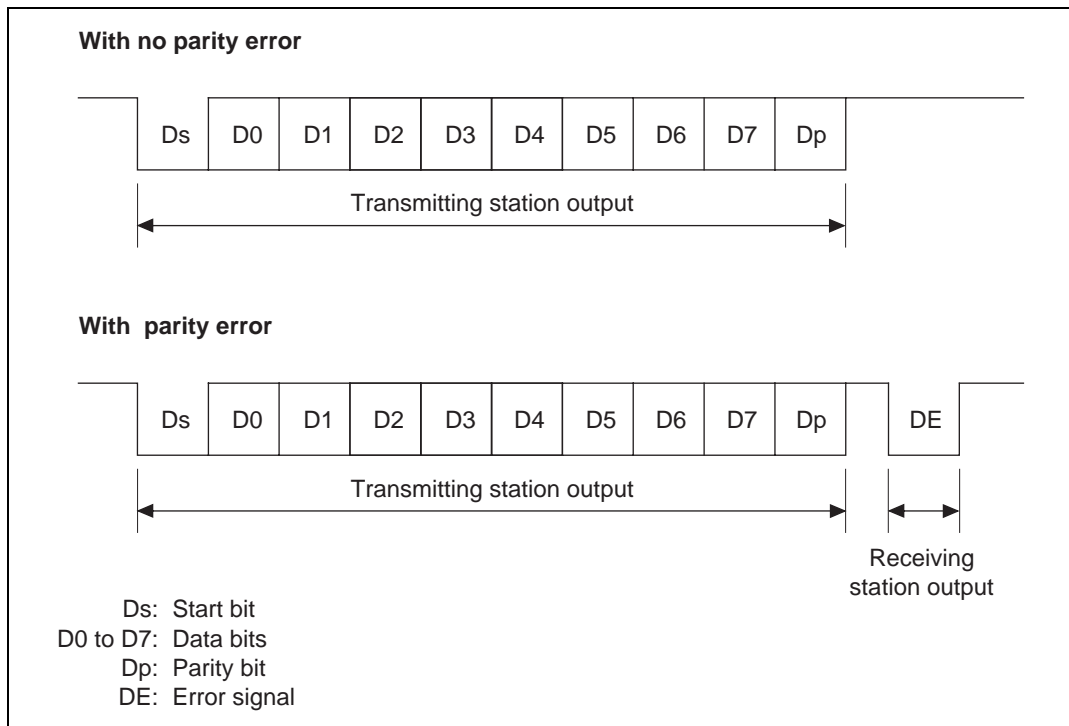 With no parity error
Ds D0 D1 D2 D3 D4 D5 D6 D7 Dp
Transmitting station output
With parity error
Ds D0 D1 D2 D3 D4 D5 D6 D7 Dp DE
Transmitting station output
Receiving
station output
Ds: Start bit
D0 to D7: Data bits
Dp: Parity bit
DE: Error signal